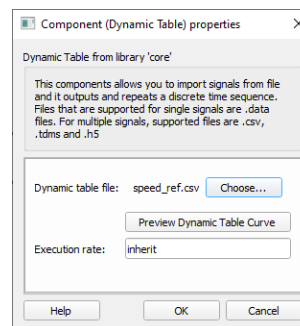 Component (Dynamic Table) properties
Dynamic Table from library 'core'
This components allows you to import signals from file
and it outputs and repeats a discrete time sequence.
Files that are supported for single signals are .data
files. For multiple signals, supported files are .csv,
.tdms and .h5
Dynamic table file: speed_ref.csv Choose...
Preview Dynamic Table Curve
Execution rate: inherit
Help OK Cancel